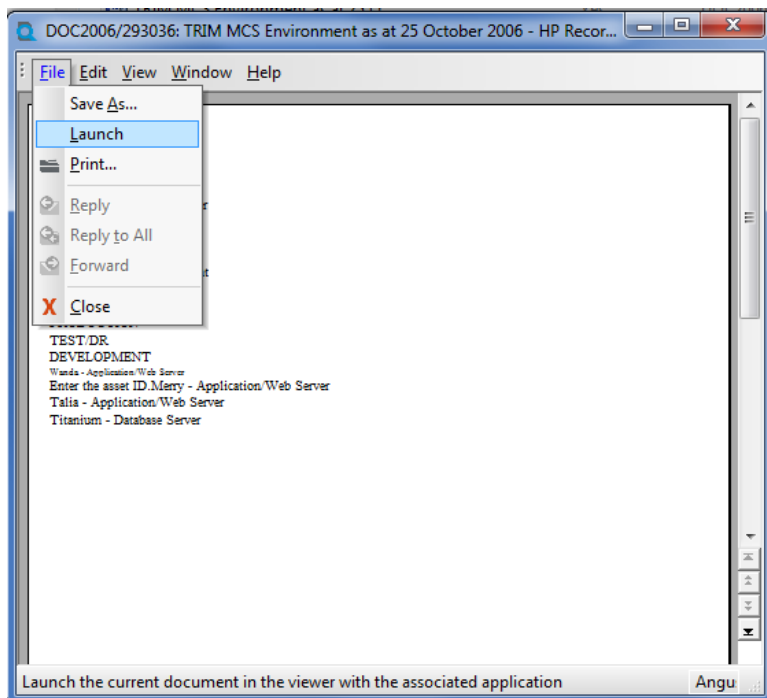 DOC2006/293036: TRIM MCS Environment as at 25 October 2006 - HP Recor...
File Edit View Window Help
Save As...
Launch
Print...
Reply
Reply to All
Forward
Close
TEST/DR
DEVELOPMENT
Wanda - Application/Web Server
Enter the asset ID.Merry - Application/Web Server
Talia - Application/Web Server
Titanium - Database Server
Launch the current document in the viewer with the associated application Angu